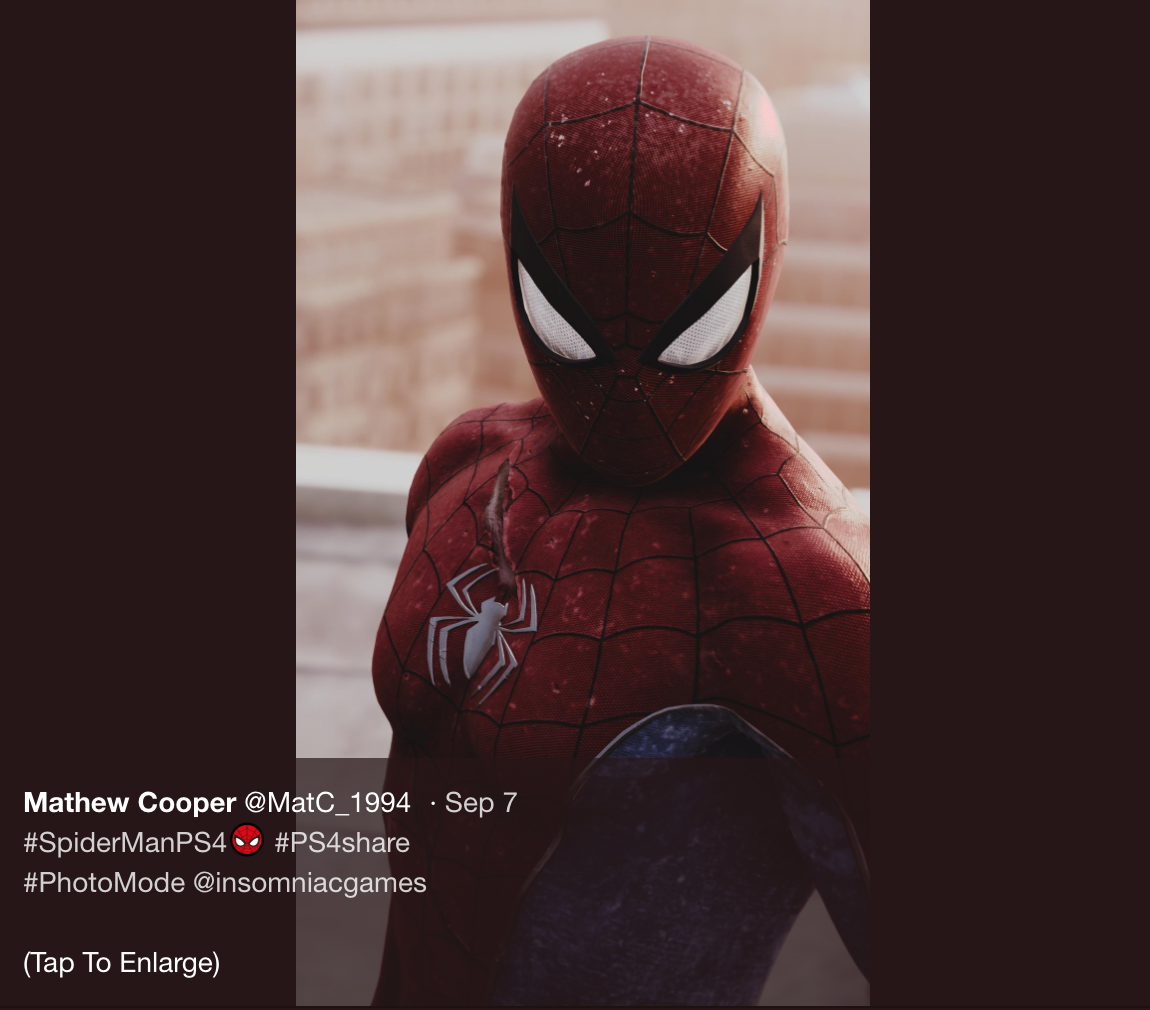 Mathew Cooper @MatC_1994 · Sep 7
#SpiderManPS4 #PS4share
#PhotoMode @insomniacgames
(Tap To Enlarge)